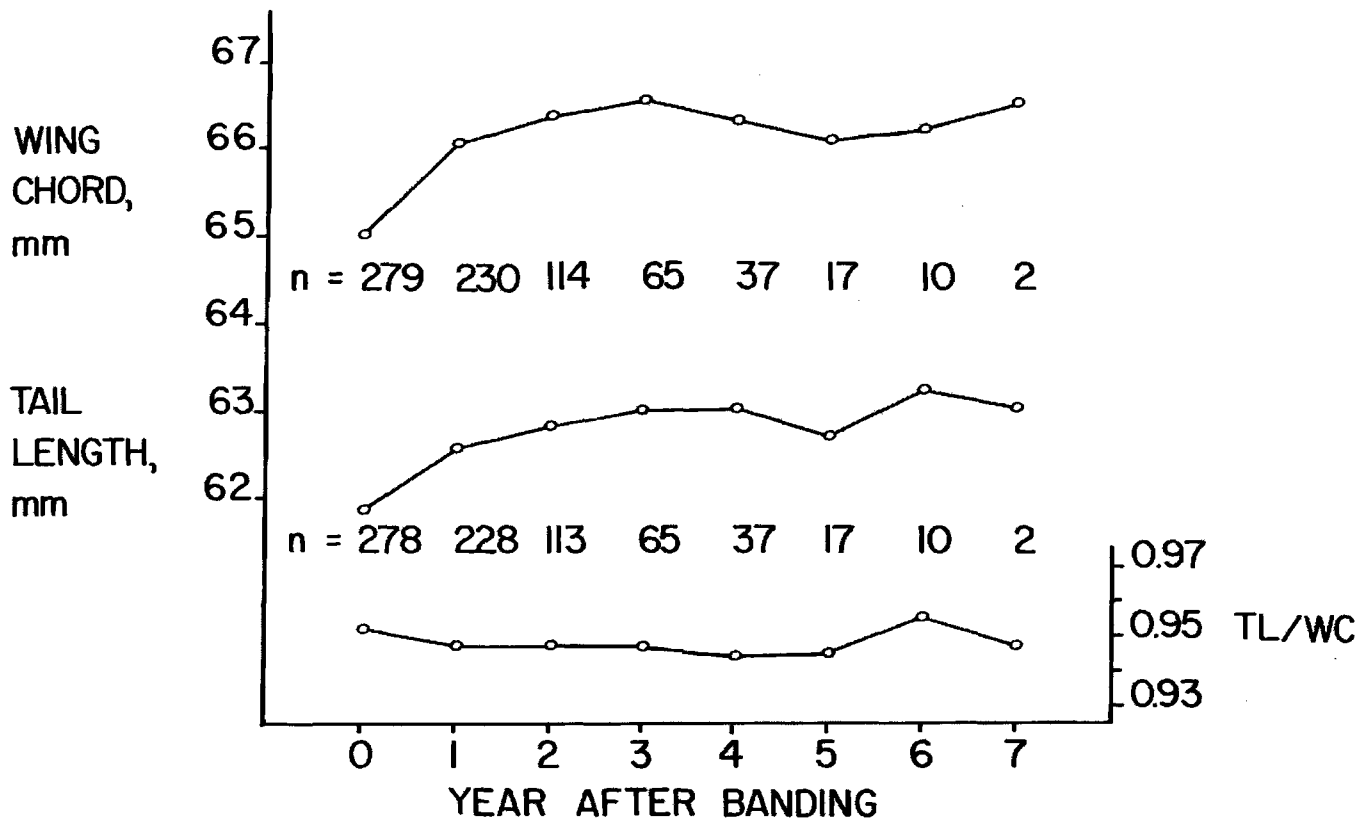 67
66
65
64
63
62
WING
CHORD,
mm
n = 279 230 114 65 37 17 10 2
TAIL
LENGTH,
mm
n = 278 228 113 65 37 17 10 2
0.97
0.95 TL/WC
0.93
0 1 2 3 4 5 6 7
YEAR AFTER BANDING